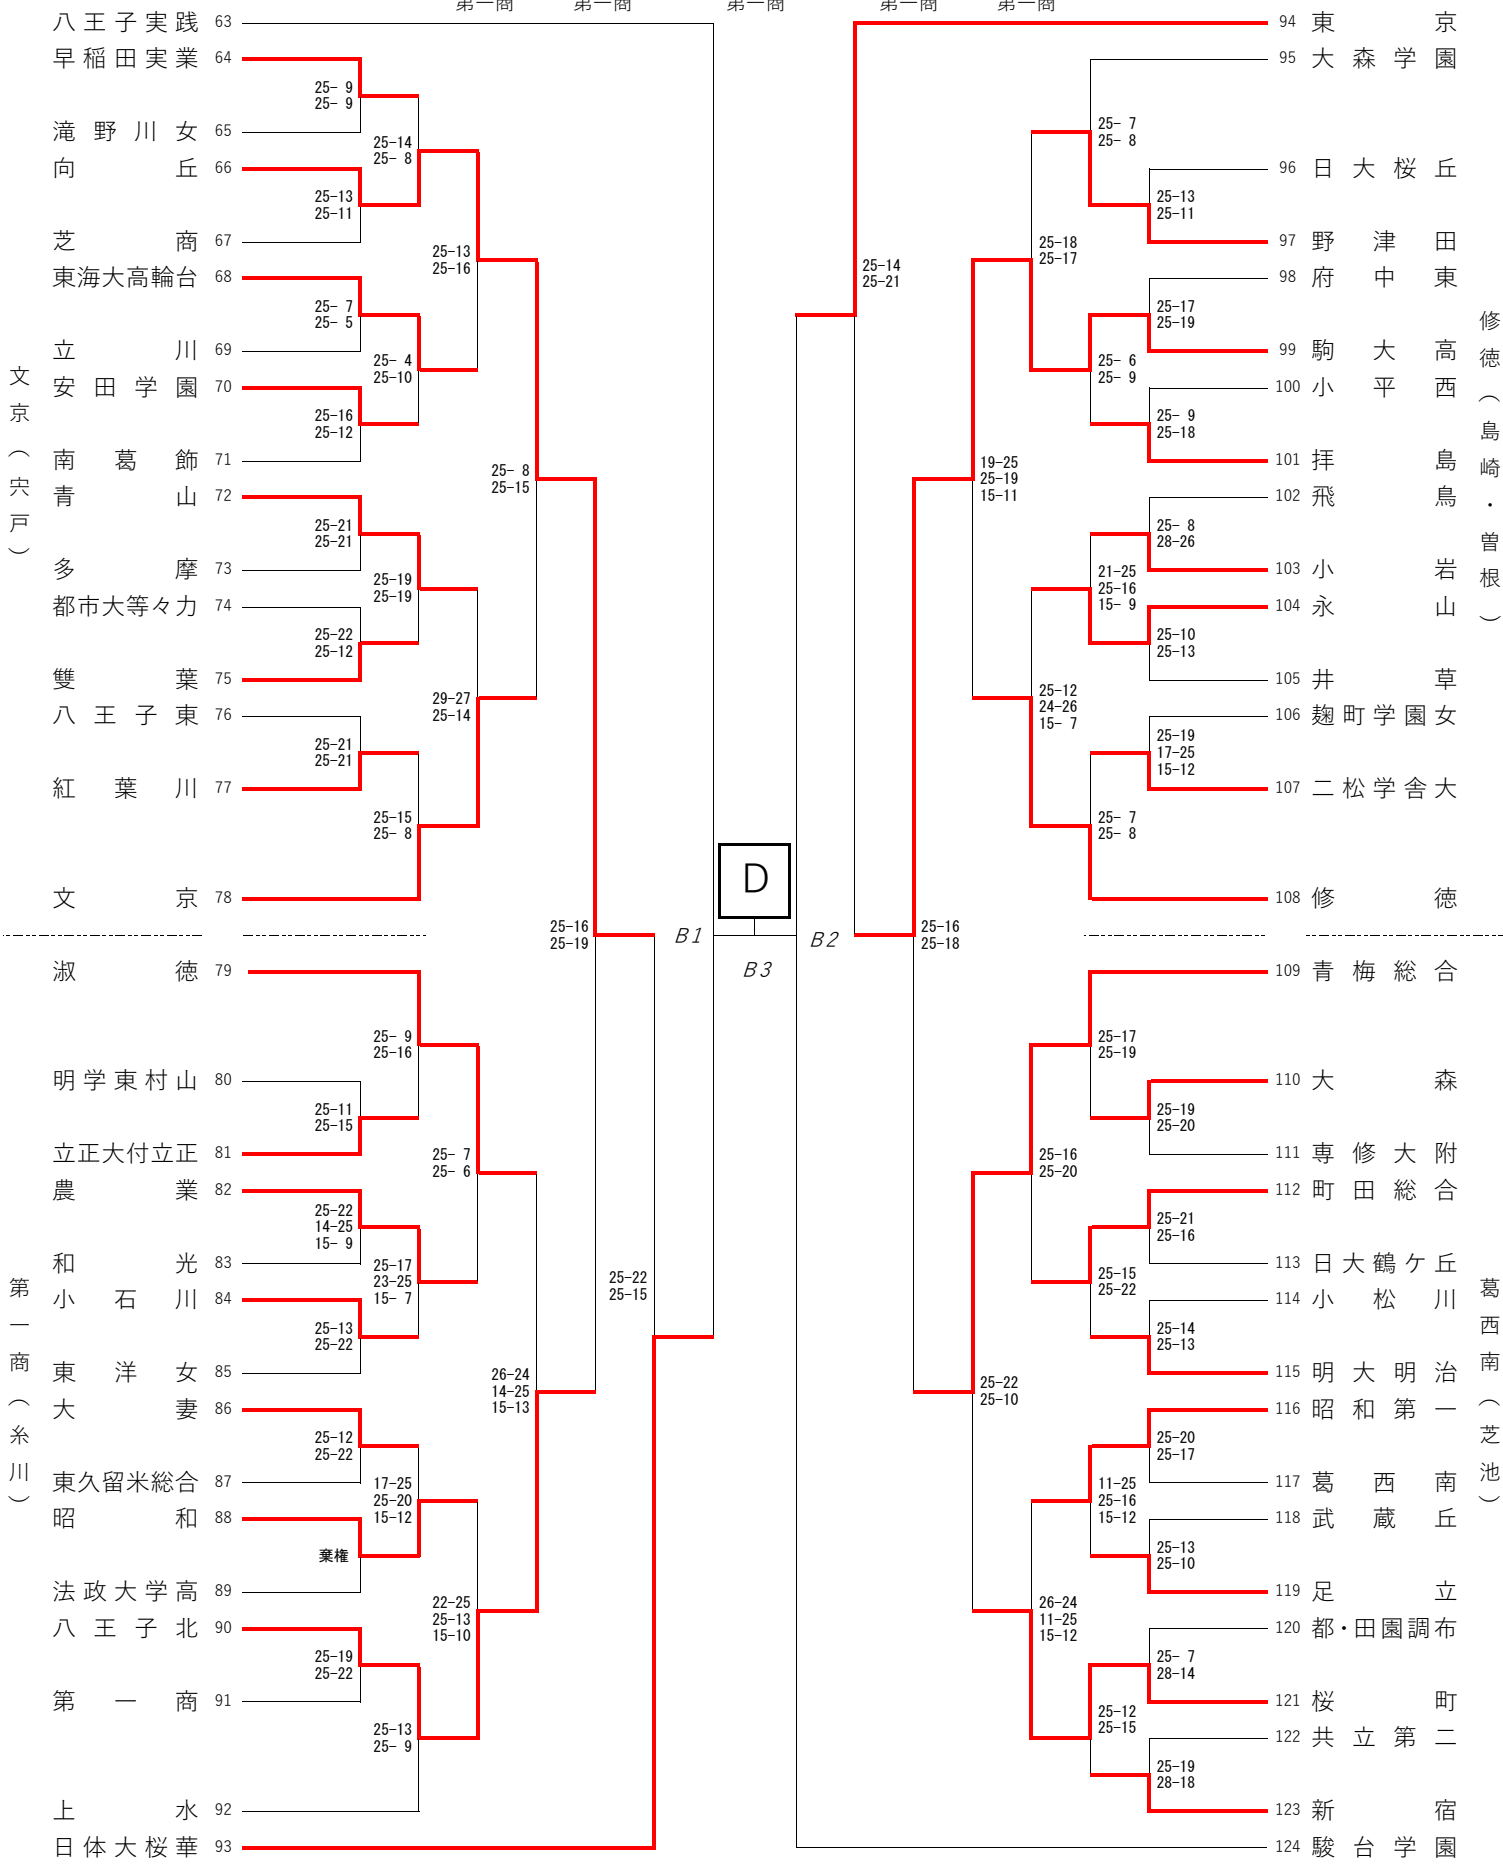 第一商 第一商 第一商 第一商 第一商
八王子実践 63
早稲田実業 64
25- 9
25- 9
滝野川女 65
25-14
25- 8
向丘 66
25-13
25-11
芝商 67
25-13
25-16
東海大高輪台 68
25- 7
25- 5
立川 69
25- 4
25-10
安田学園 70
25-16
25-12
南葛飾 71
25- 8
25-15
青山 72
25-21
25-21
多摩 73
25-19
25-19
都市大等々力 74
25-22
25-12
雙葉 75
29-27
25-14
八王子東 76
25-21
25-21
紅葉川 77
25-15
25- 8
文京 78
文京（宍戸）
25-16
25-19
淑徳 79
25- 9
25-16
明学東村山 80
25-11
25-15
立正大付立正 81
25- 7
25- 6
農業 82
25-22
14-25
15- 9
和光 83
25-17
23-25
15- 7
小石川 84
25-13
25-22
東洋女 85
26-24
14-25
15-13
大妻 86
25-12
25-22
東久留米総合 87
17-25
25-20
15-12
昭和 88
棄権
法政大学高 89
22-25
25-13
15-10
八王子北 90
25-19
25-22
第一商 91
25-13
25- 9
上水 92
日体大桜華 93
第一商（糸川）
25-22
25-15
B1
D
B2
B3
94 東京
25-14
25-21
95 大森学園
25- 7
25- 8
96 日大桜丘
25-13
25-11
97 野津田
25-18
25-17
98 府中東
25-17
25-19
99 駒大高
25- 6
25- 9
100 小平西
25- 9
25-18
101 拝島
19-25
25-19
15-11
102 飛鳥
25- 8
28-26
103 小岩
21-25
25-16
15- 9
104 永山
25-10
25-13
105 井草
25-12
24-26
15- 7
106 麹町学園女
25-19
17-25
15-12
107 二松学舎大
25- 7
25- 8
108 修徳
修徳（島崎・曽根）
25-16
25-18
109 青梅総合
25-17
25-19
110 大森
25-19
25-20
111 専修大附
25-16
25-20
112 町田総合
25-21
25-16
113 日大鶴ケ丘
25-15
25-22
114 小松川
25-14
25-13
115 明大明治
25-22
25-10
116 昭和第一
25-20
25-17
117 葛西南
11-25
25-16
15-12
118 武蔵丘
25-13
25-10
119 足立
26-24
11-25
15-12
120 都・田園調布
25- 7
28-14
121 桜町
25-12
25-15
122 共立第二
25-19
28-18
123 新宿
124 駿台学園
葛西南（芝池）